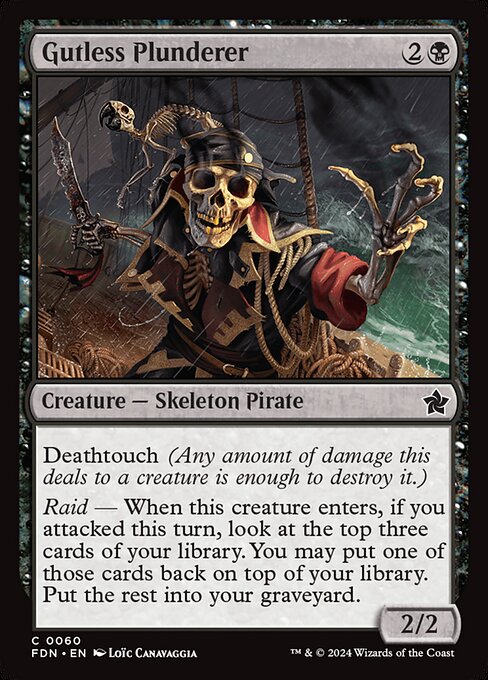 Gutless Plunderer 2
Creature — Skeleton Pirate
Deathtouch (Any amount of damage this
deals to a creature is enough to destroy it.)
Raid — When this creature enters, if you
attacked this turn, look at the top three
cards of your library. You may put one of
those cards back on top of your library.
Put the rest into your graveyard.
2/2
C 0060
FDN • EN Loïc Canavaggia
™ & © 2024 Wizards of the Coast